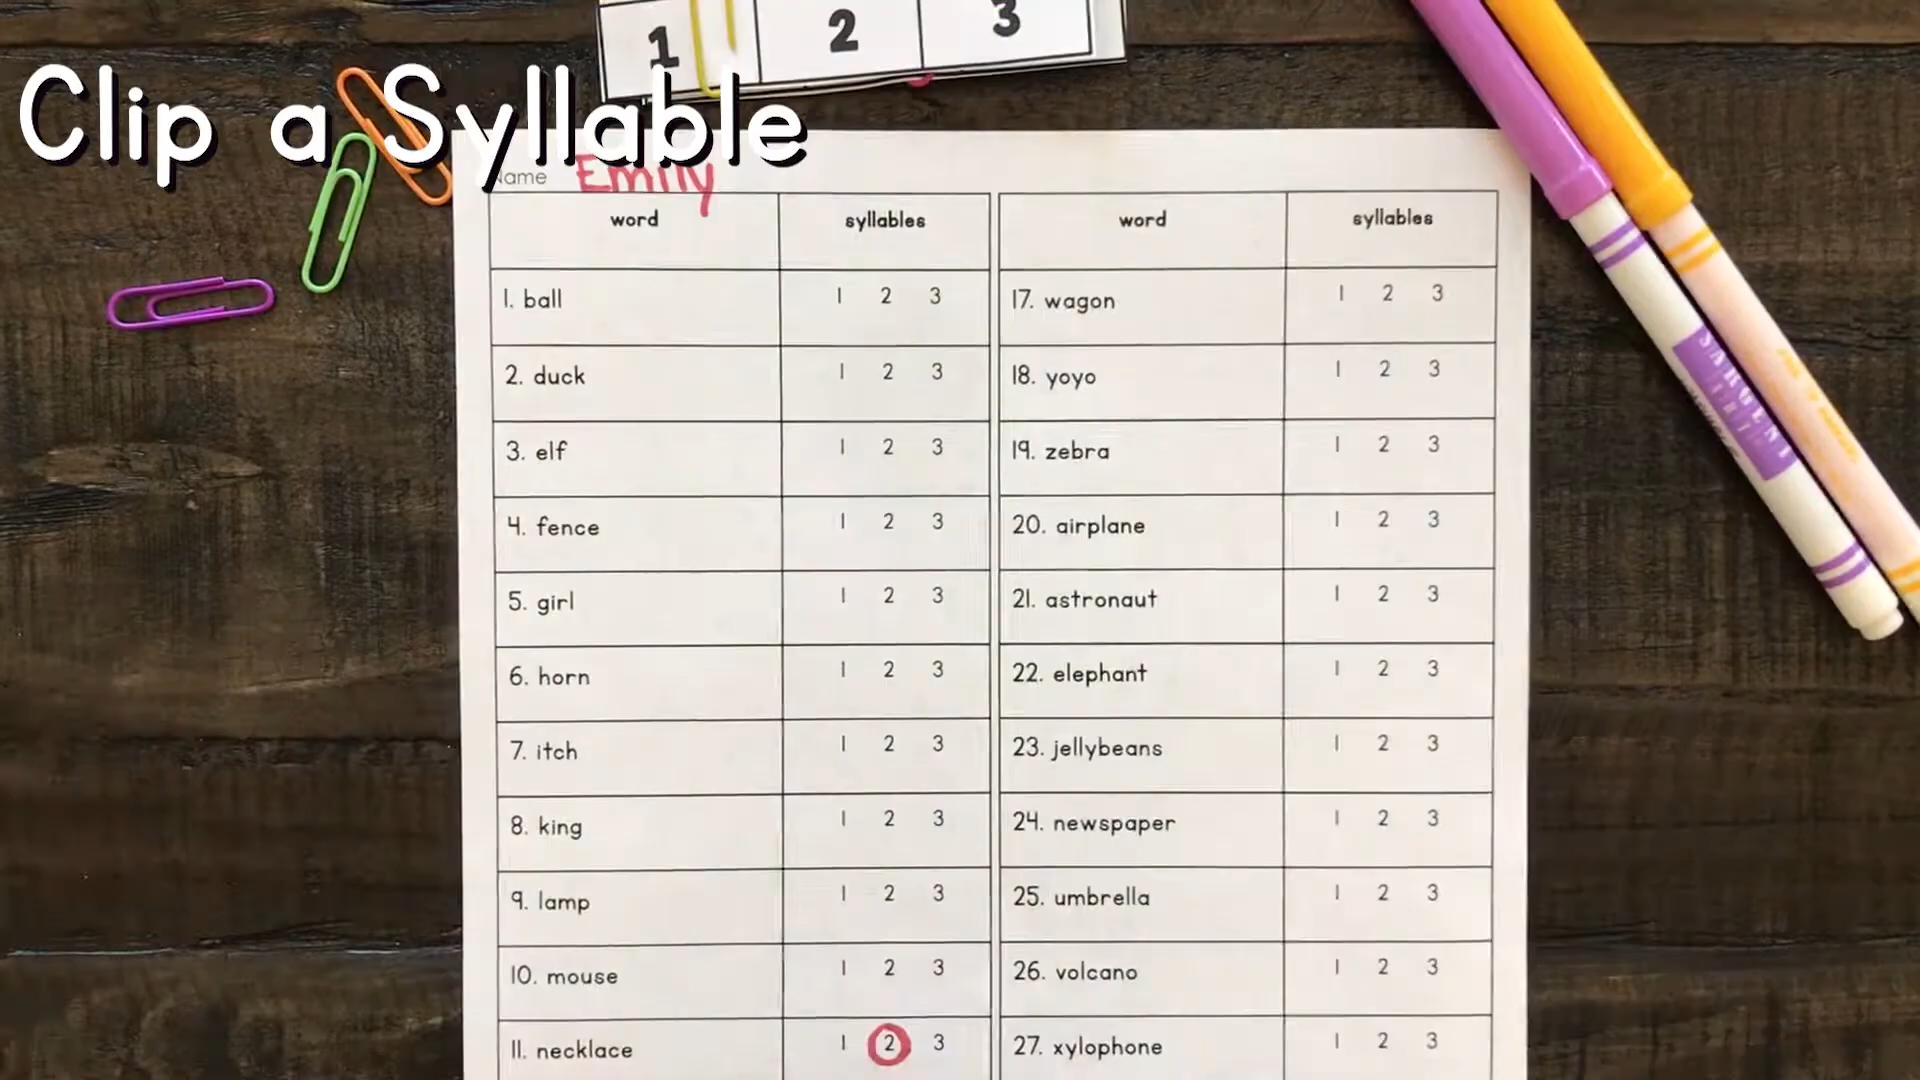 1 2 3
Clip a Syllable
Name Emily
word syllables word syllables
1. ball 1 2 3 17. wagon 1 2 3
2. duck 1 2 3 18. yoyo 1 2 3
3. elf 1 2 3 19. zebra 1 2 3
4. fence 1 2 3 20. airplane 1 2 3
5. girl 1 2 3 21. astronaut 1 2 3
6. horn 1 2 3 22. elephant 1 2 3
7. itch 1 2 3 23. jellybeans 1 2 3
8. king 1 2 3 24. newspaper 1 2 3
9. lamp 1 2 3 25. umbrella 1 2 3
10. mouse 1 2 3 26. volcano 1 2 3
11. necklace 1 2 3 27. xylophone 1 2 3
SARGENT